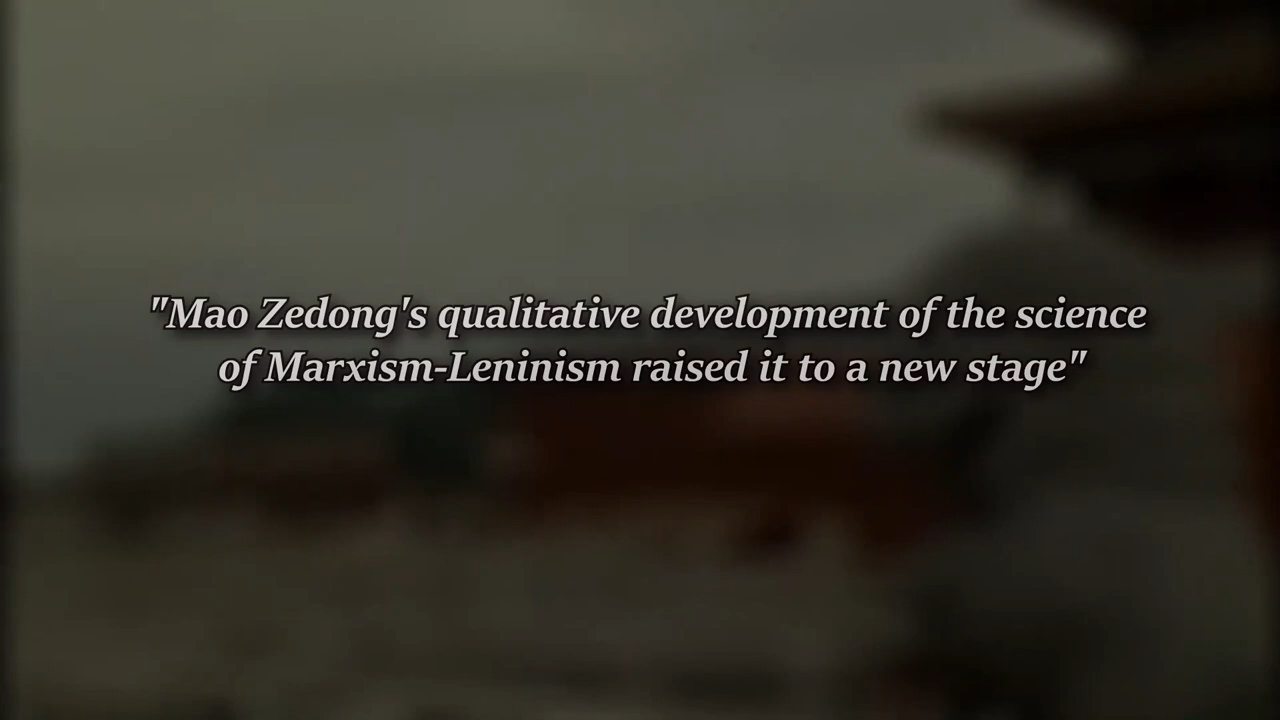 "Mao Zedong's qualitative development of the science
of Marxism-Leninism raised it to a new stage"